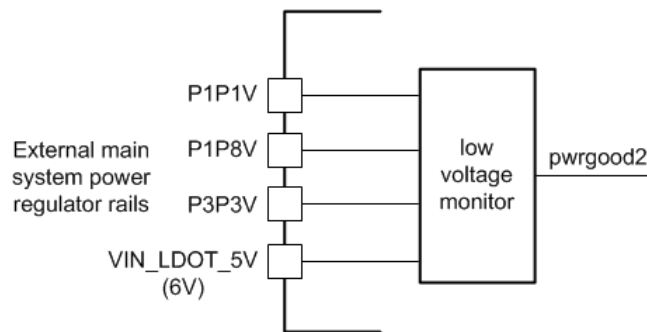 P1P1V
P1P8V
P3P3V
VIN_LDOT_5V
(6V)
External main
system power
regulator rails
low
voltage
monitor
pwrgood2